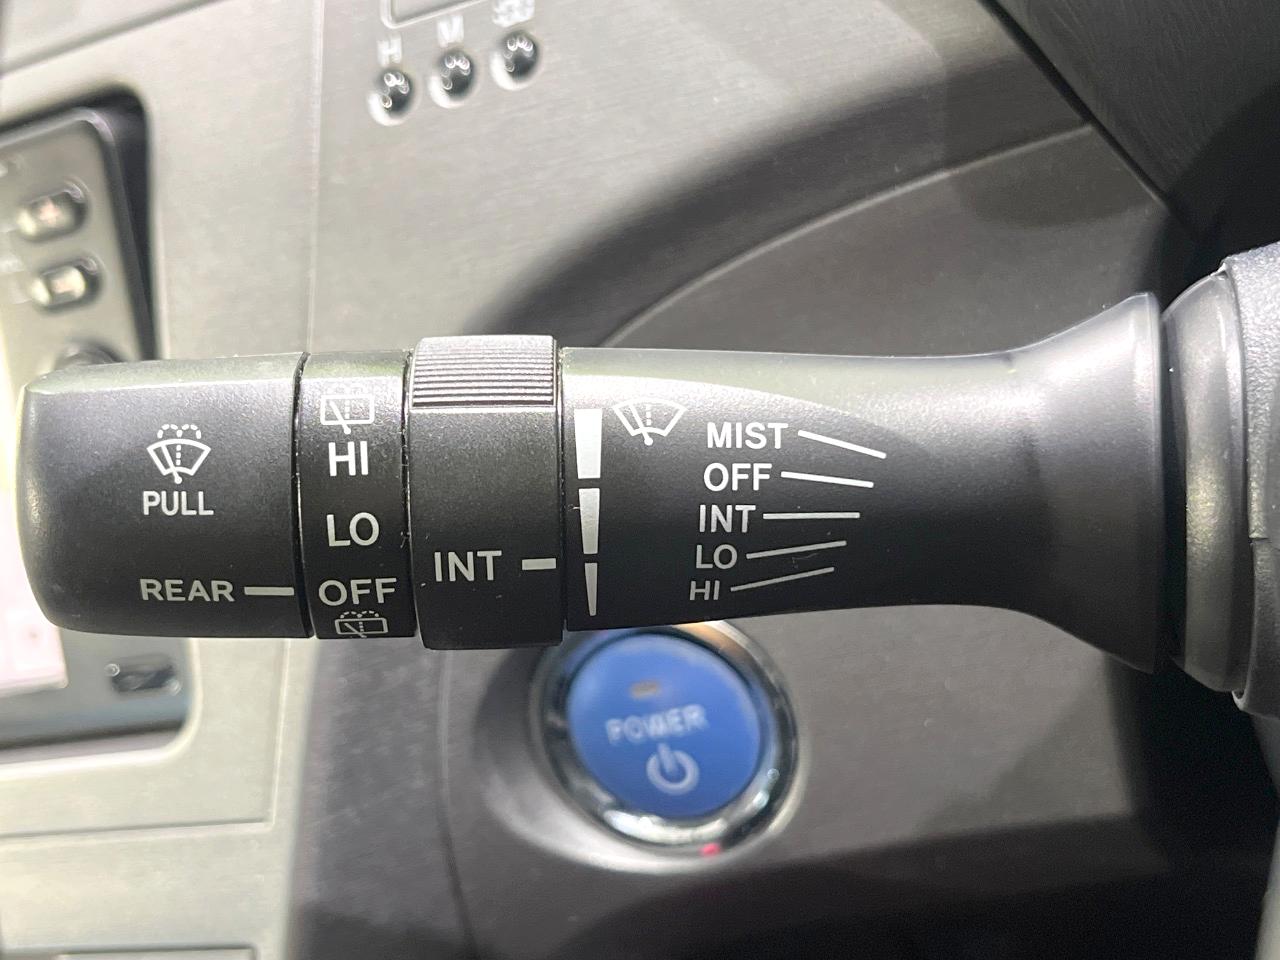 H M
PULL
REAR
HI
LO
OFF
INT
MIST
OFF
INT
LO
HI
POWER